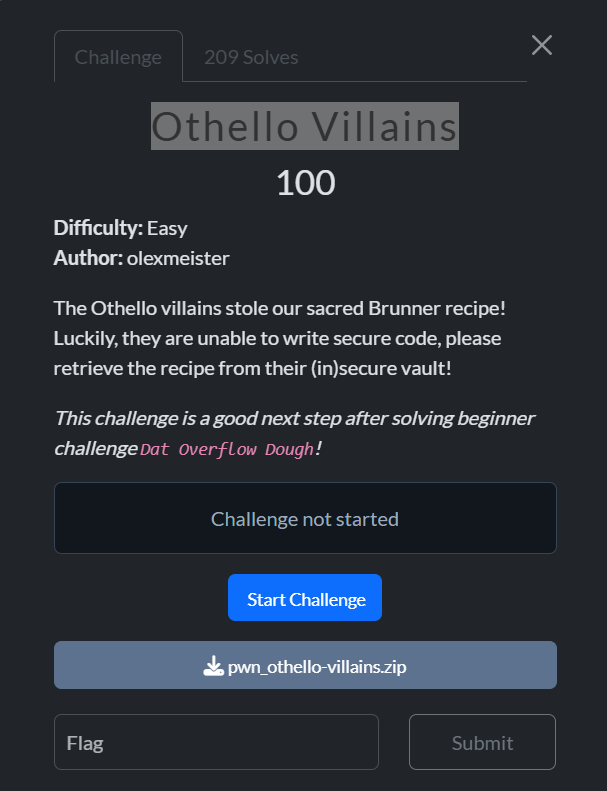 Challenge
209 Solves
Othello Villains
100
Difficulty: Easy
Author: olexmeister
The Othello villains stole our sacred Brunner recipe!
Luckily, they are unable to write secure code, please
retrieve the recipe from their (in)secure vault!
This challenge is a good next step after solving beginner
challenge Dat Overflow Dough!
Challenge not started
Start Challenge
pwn_othello-villains.zip
Flag
Submit